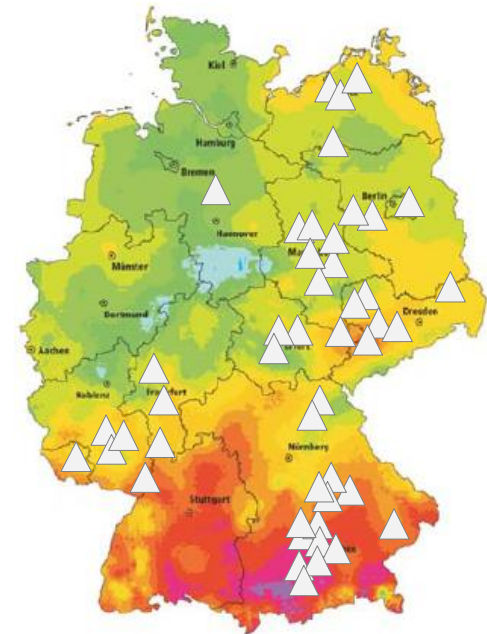 Kiel
Hamburg
Bremen
Berlin
Hannover
Münster
Dortmund
Dresden
Aachen
Koblenz
Frankfurt
Nürnberg
Stuttgart